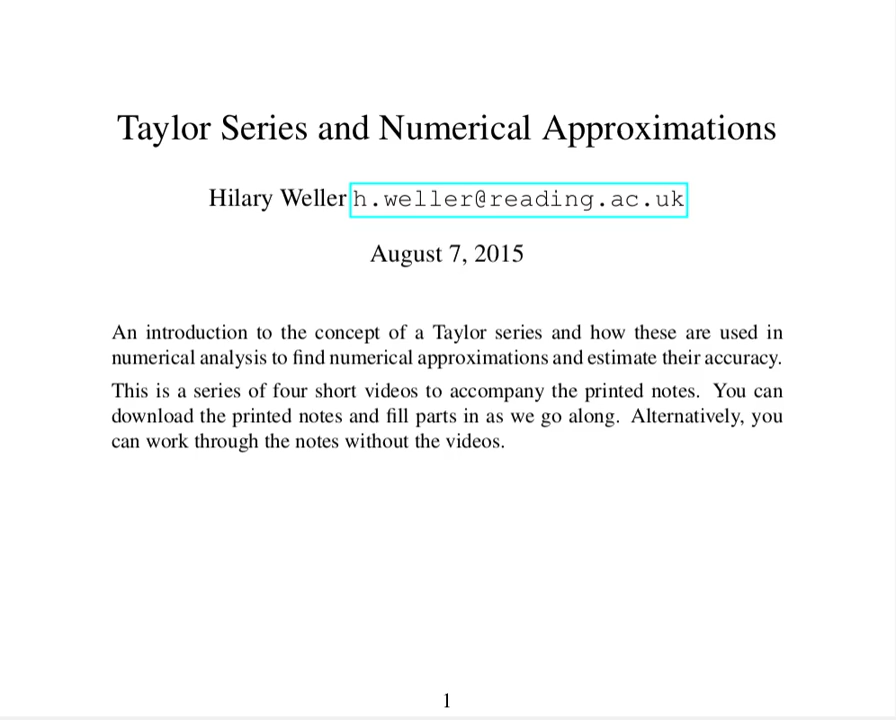 Taylor Series and Numerical Approximations
Hilary Weller h.weller@reading.ac.uk
August 7, 2015
An introduction to the concept of a Taylor series and how these are used in
numerical analysis to find numerical approximations and estimate their accuracy.
This is a series of four short videos to accompany the printed notes. You can
download the printed notes and fill parts in as we go along. Alternatively, you
can work through the notes without the videos.
1